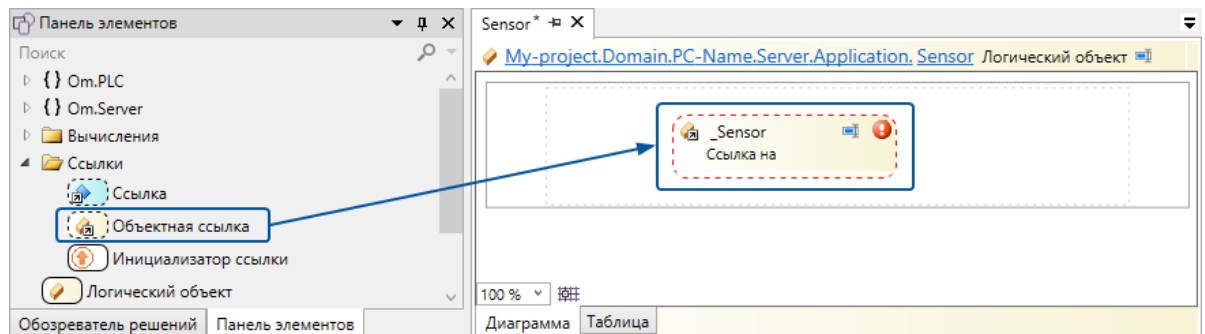 Панель элементов
Поиск
{} Om.PLC
{} Om.Server
Вычисления
Ссылки
Ссылка
Объектная ссылка
Инициализатор ссылки
Логический объект
Обозреватель решений Панель элементов
Sensor*
My-project.Domain.PC-Name.Server.Application. Sensor Логический объект
_Sensor
Ссылка на
100 %
Диаграмма Таблица